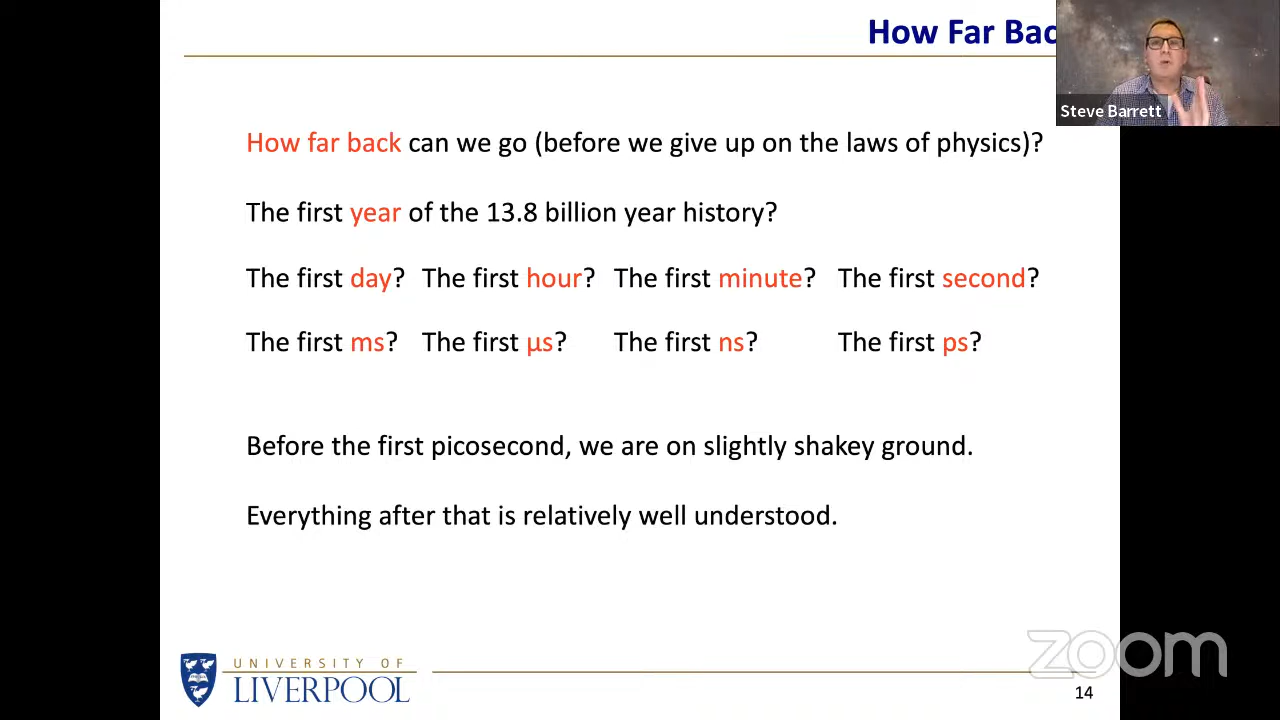 How Far Bac
Steve Barrett
How far back can we go (before we give up on the laws of physics)?
The first year of the 13.8 billion year history?
The first day? The first hour? The first minute? The first second?
The first ms? The first µs? The first ns? The first ps?
Before the first picosecond, we are on slightly shakey ground.
Everything after that is relatively well understood.
UNIVERSITY OF
LIVERPOOL
zoom
14